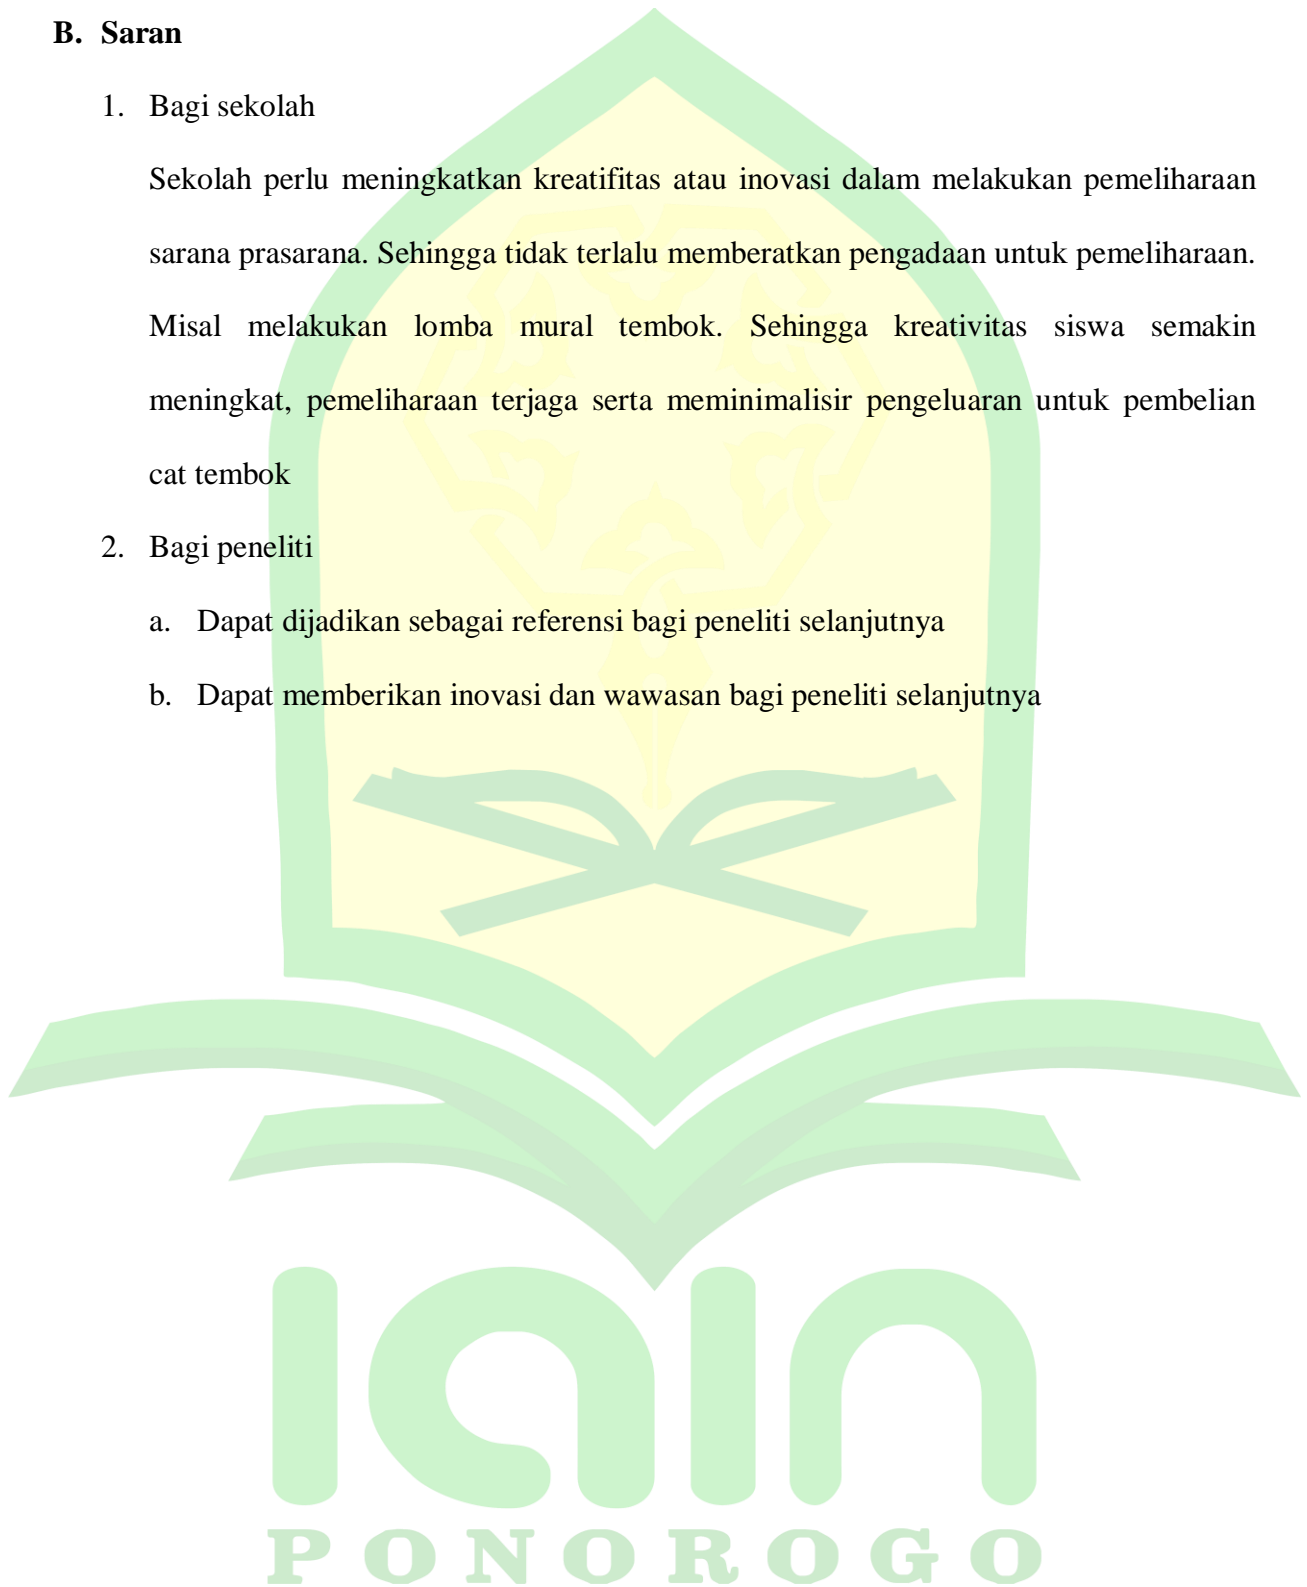 B. Saran
1. Bagi sekolah
Sekolah perlu meningkatkan kreatifitas atau inovasi dalam melakukan pemeliharaan
sarana prasarana. Sehingga tidak terlalu memberatkan pengadaan untuk pemeliharaan.
Misal melakukan lomba mural tembok. Sehingga kreativitas siswa semakin
meningkat, pemeliharaan terjaga serta meminimalisir pengeluaran untuk pembelian
cat tembok
2. Bagi peneliti
a. Dapat dijadikan sebagai referensi bagi peneliti selanjutnya
b. Dapat memberikan inovasi dan wawasan bagi peneliti selanjutnya
iain
PONOROGO